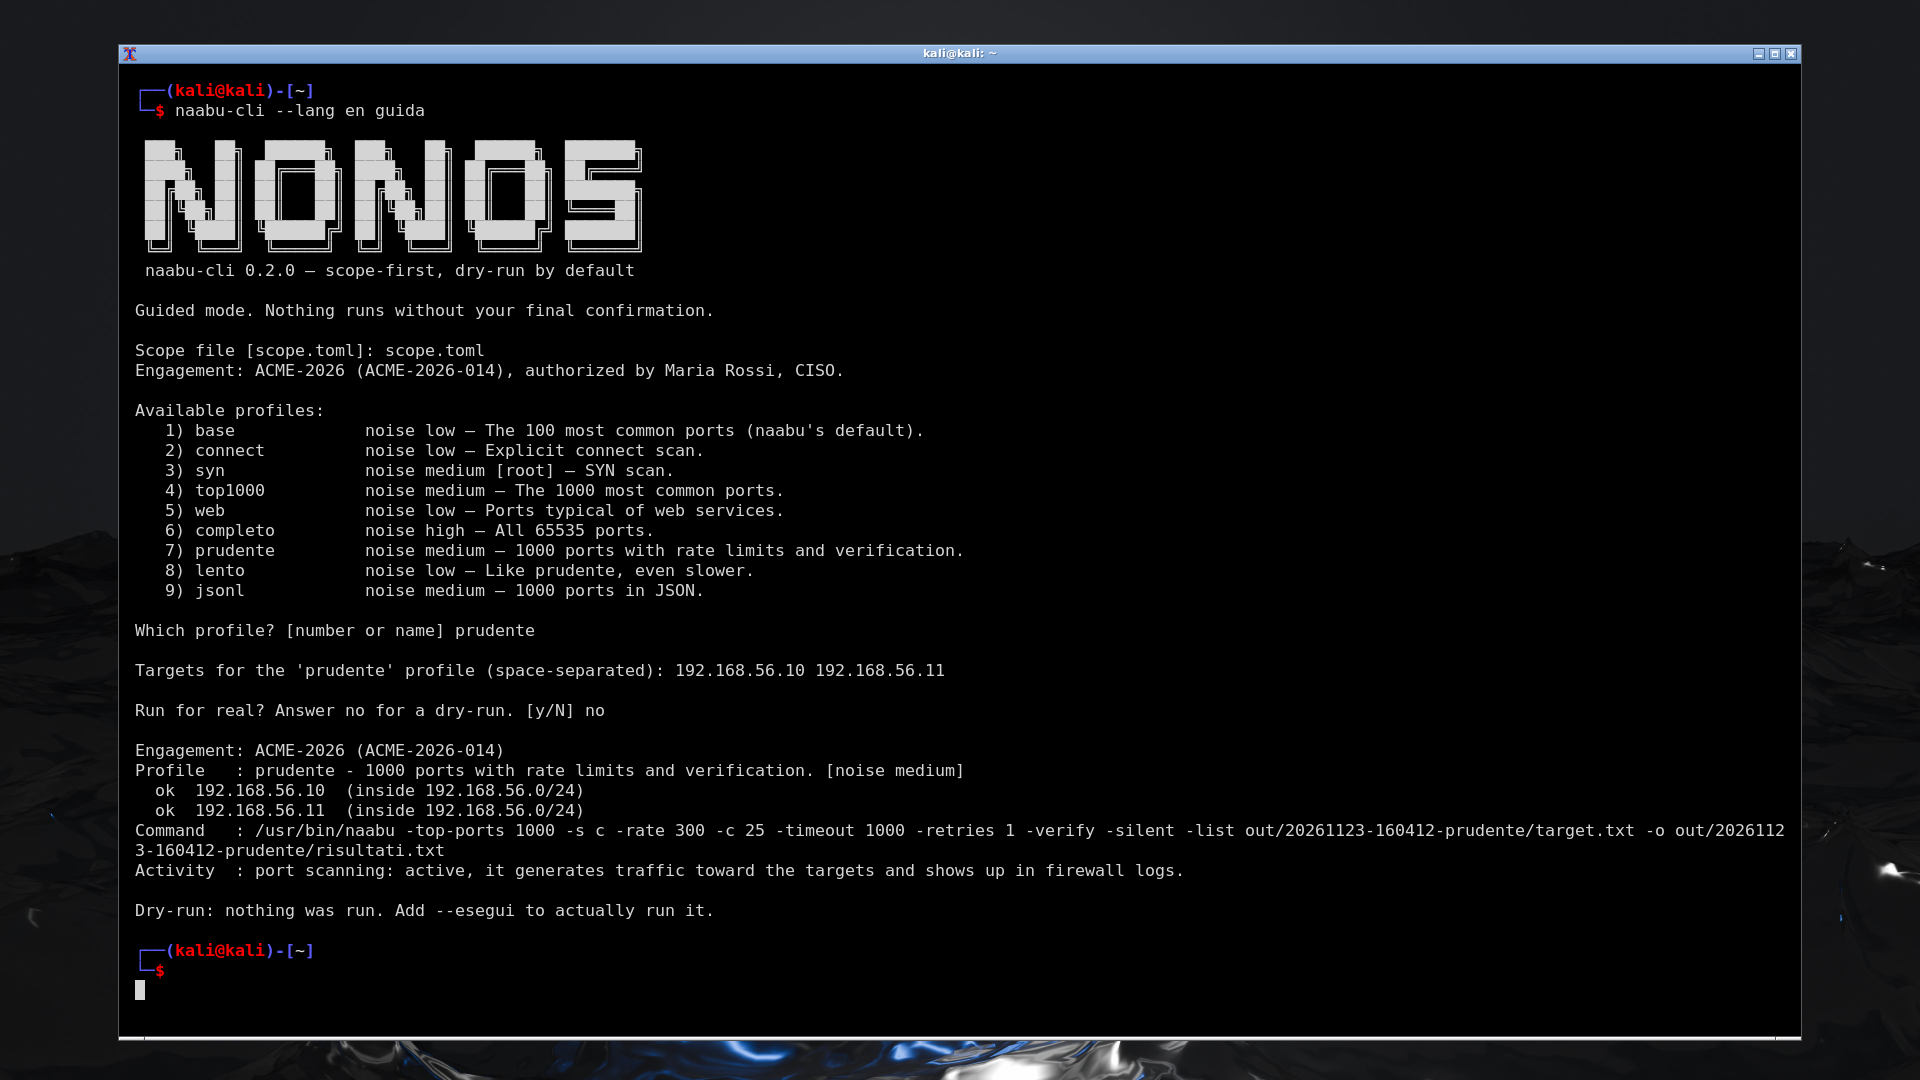 kali@kali: ~
┌──(kali@kali)-[~]
└─$ naabu-cli --lang en guida
NONOS
naabu-cli 0.2.0 — scope-first, dry-run by default
Guided mode. Nothing runs without your final confirmation.
Scope file [scope.toml]: scope.toml
Engagement: ACME-2026 (ACME-2026-014), authorized by Maria Rossi, CISO.
Available profiles:
1) base noise low — The 100 most common ports (naabu's default).
2) connect noise low — Explicit connect scan.
3) syn noise medium [root] — SYN scan.
4) top1000 noise medium — The 1000 most common ports.
5) web noise low — Ports typical of web services.
6) completo noise high — All 65535 ports.
7) prudente noise medium — 1000 ports with rate limits and verification.
8) lento noise low — Like prudente, even slower.
9) jsonl noise medium — 1000 ports in JSON.
Which profile? [number or name] prudente
Targets for the 'prudente' profile (space-separated): 192.168.56.10 192.168.56.11
Run for real? Answer no for a dry-run. [y/N] no
Engagement: ACME-2026 (ACME-2026-014)
Profile : prudente - 1000 ports with rate limits and verification. [noise medium]
ok 192.168.56.10 (inside 192.168.56.0/24)
ok 192.168.56.11 (inside 192.168.56.0/24)
Command : /usr/bin/naabu -top-ports 1000 -s c -rate 300 -c 25 -timeout 1000 -retries 1 -verify -silent -list out/20261123-160412-prudente/target.txt -o out/2026112
3-160412-prudente/risultati.txt
Activity : port scanning: active, it generates traffic toward the targets and shows up in firewall logs.
Dry-run: nothing was run. Add --esegui to actually run it.
┌──(kali@kali)-[~]
└─$